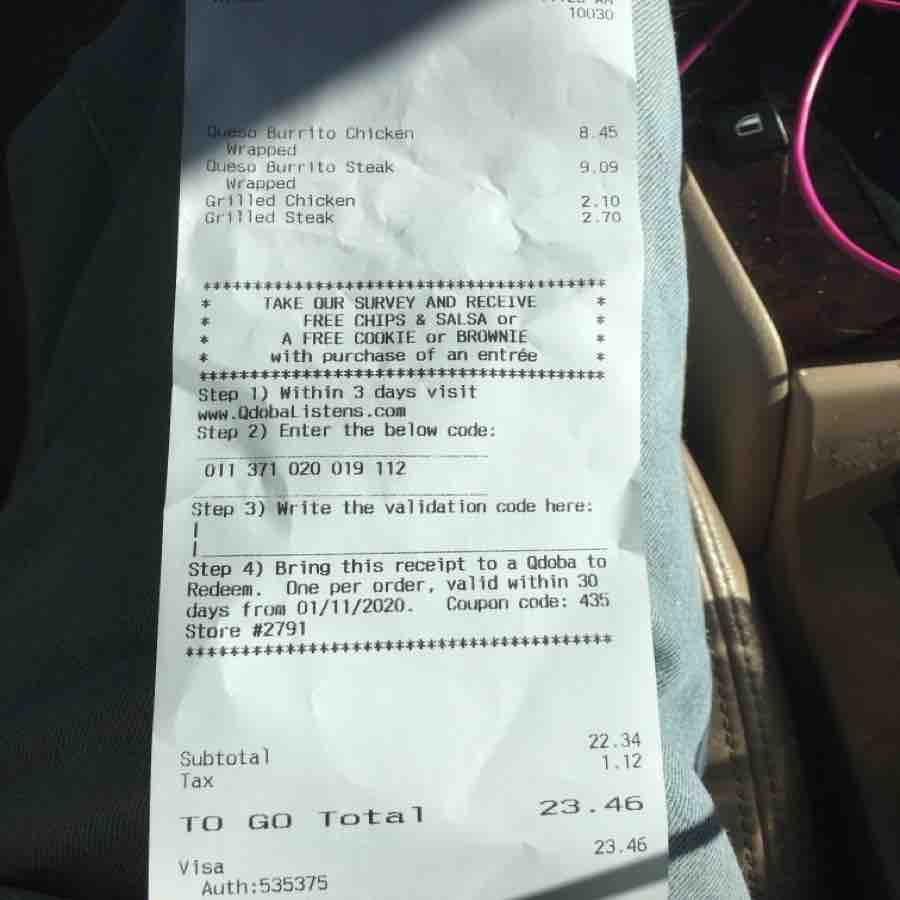 10030
Queso Burrito Chicken 8.45
Wrapped
Queso Burrito Steak 9.09
Wrapped
Grilled Chicken 2.10
Grilled Steak 2.70
*****************************************
* TAKE OUR SURVEY AND RECEIVE *
* FREE CHIPS & SALSA or *
* A FREE COOKIE or BROWNIE *
* with purchase of an entrée *
*****************************************
Step 1) Within 3 days visit
www.QdobaListens.com
Step 2) Enter the below code:
011 371 020 019 112
Step 3) Write the validation code here:
|
|
Step 4) Bring this receipt to a Qdoba to
Redeem. One per order, valid within 30
days from 01/11/2020. Coupon code: 435
Store #2791
*****************************************
Subtotal 22.34
Tax 1.12
TO GO Total 23.46
Visa 23.46
Auth:535375